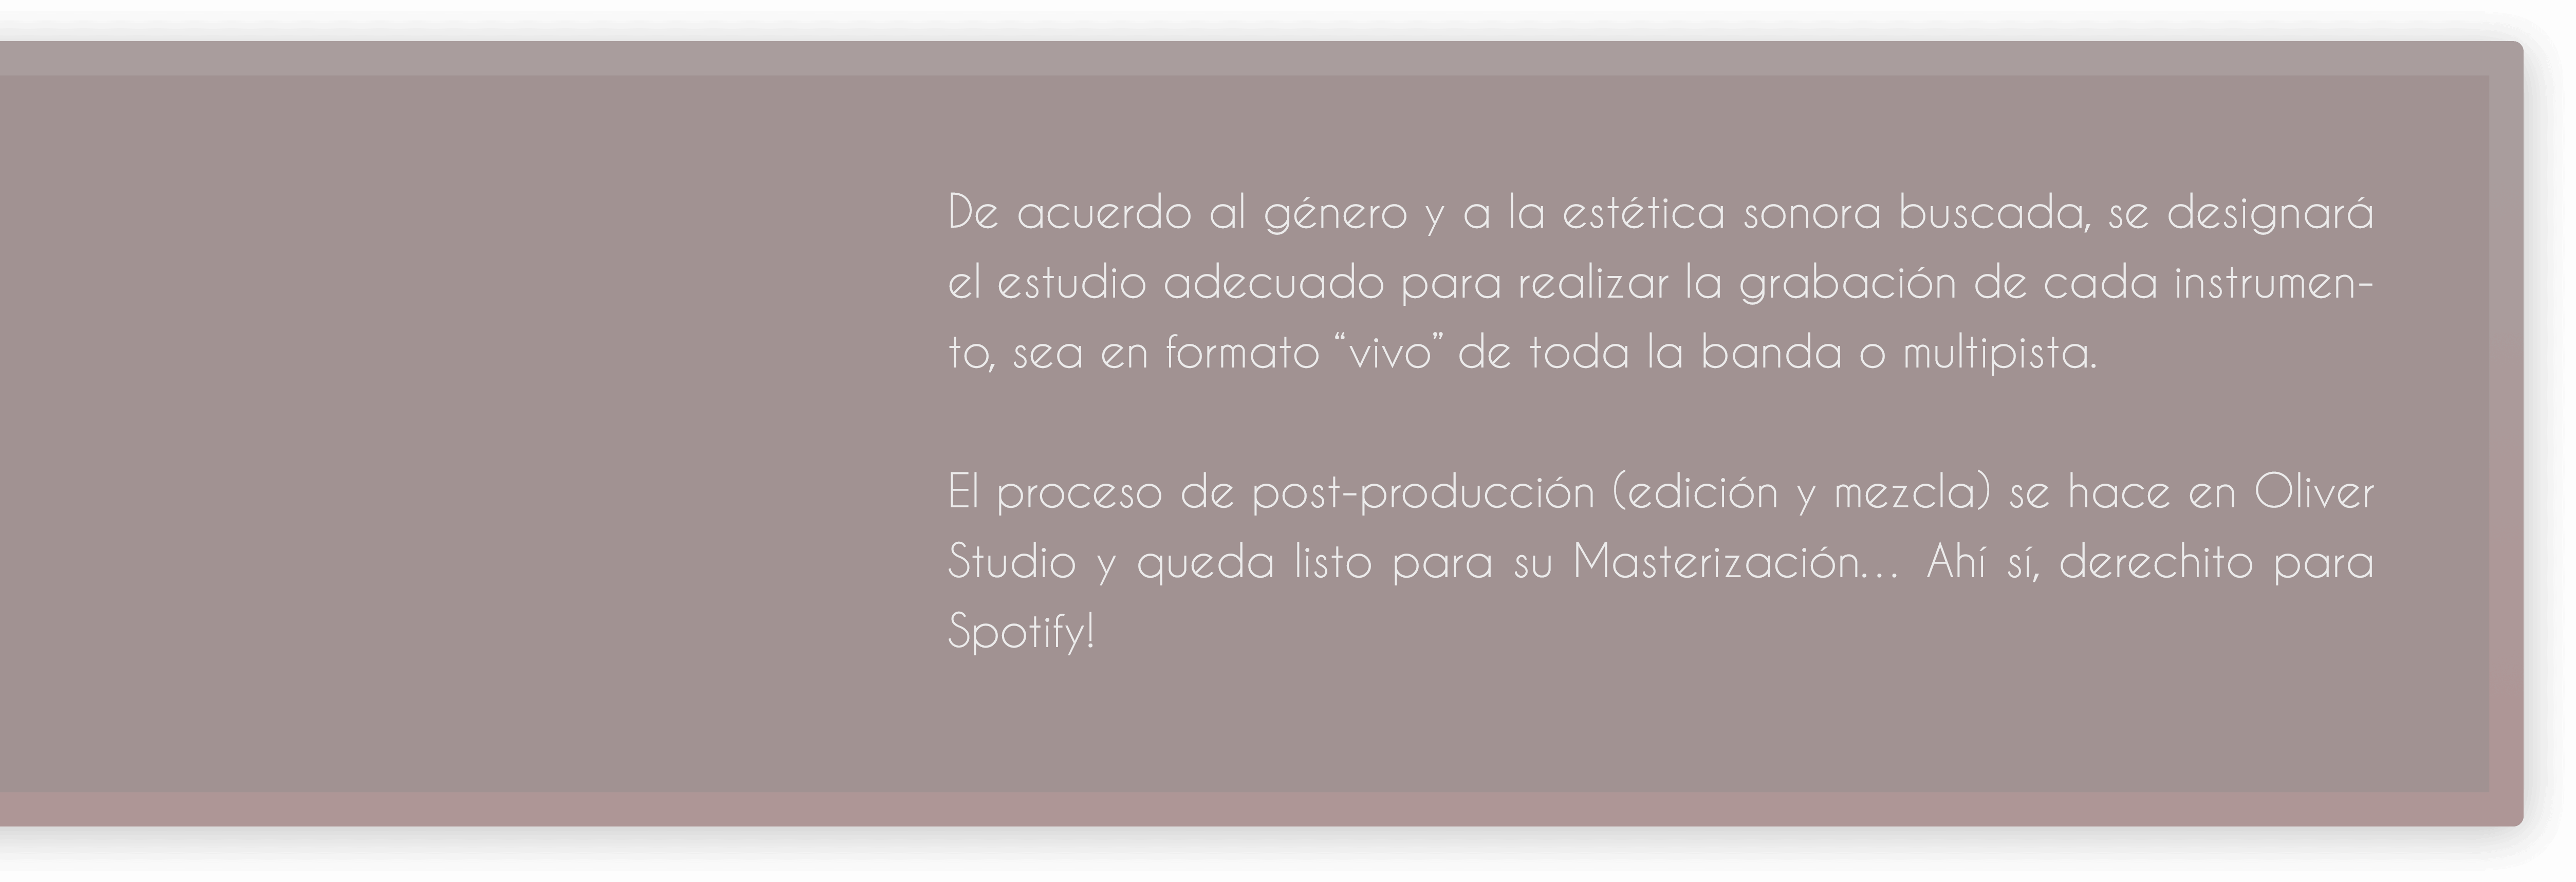 De acuerdo al género y a la estética sonora buscada, se designará
el estudio adecuado para realizar la grabación de cada instrumen-
to, sea en formato “vivo” de toda la banda o multipista.
El proceso de post-producción (edición y mezcla) se hace en Oliver
Studio y queda listo para su Masterización... Ahí sí, derechito para
Spotify!